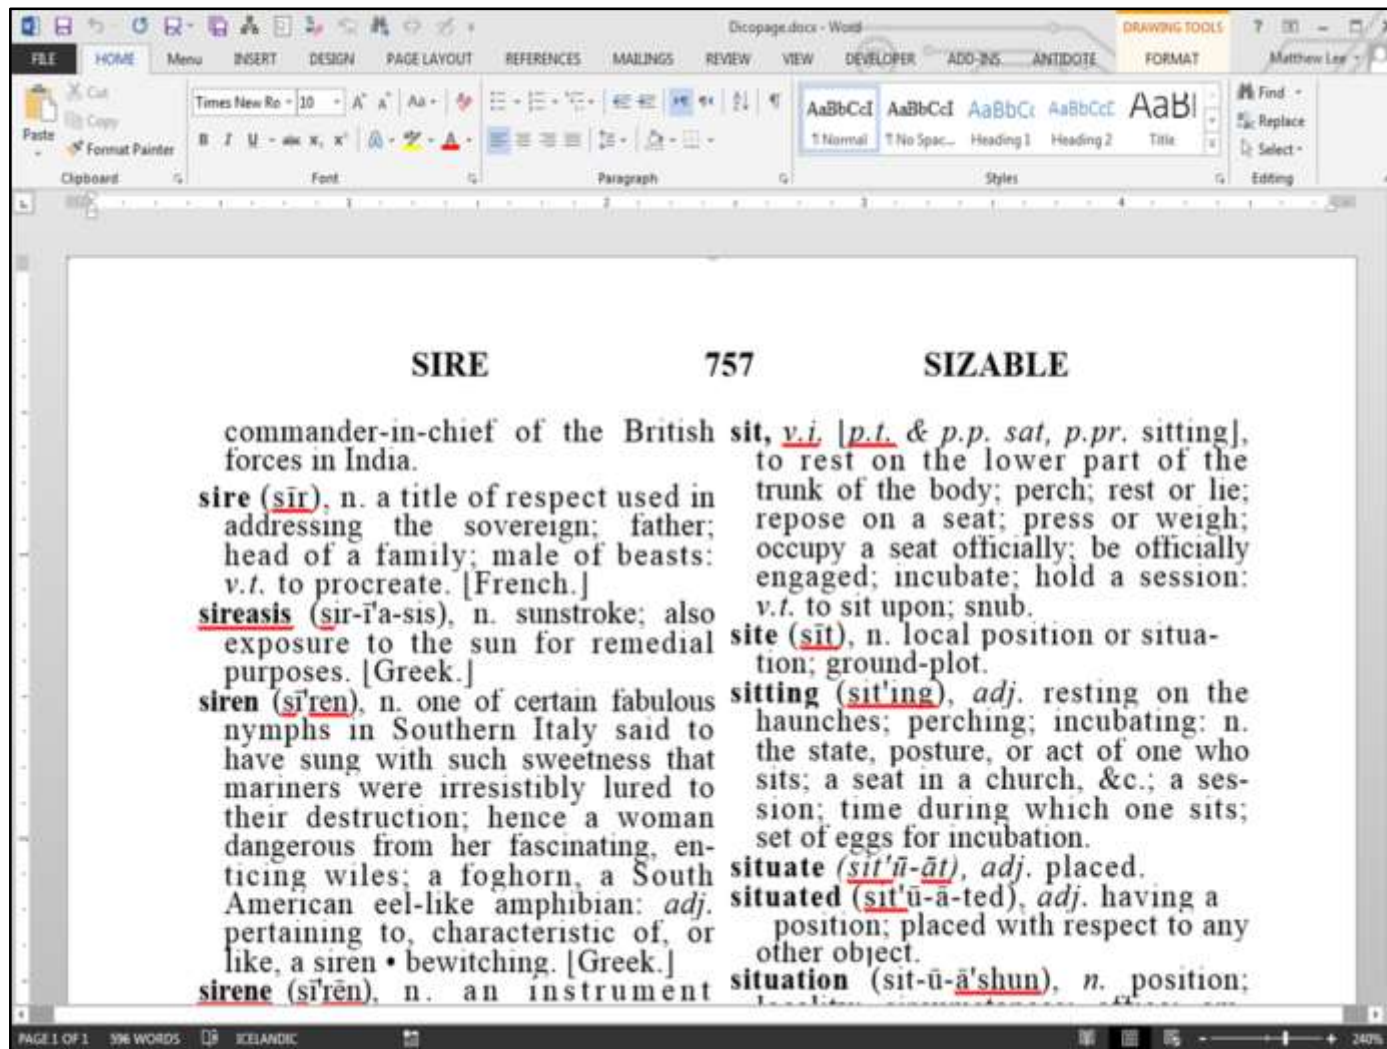 Dicopage.docx - Word
DRAWING TOOLS
?
FILE
HOME
Menu
INSERT
DESIGN
PAGE LAYOUT
REFERENCES
MAILINGS
REVIEW
VIEW
DEVELOPER
ADD-INS
ANTIDOTE
FORMAT
Matthew Lee
Paste
Cut
Copy
Format Painter
Times New Ro
10
AaBbCcI
AaBbCcI
AaBbCc
AaBbCcD
AaBl
¶ Normal
¶ No Spac...
Heading 1
Heading 2
Title
Find
Replace
Select
Clipboard
Font
Paragraph
Styles
Editing
1 2 3 4
SIRE 757 SIZABLE
commander-in-chief of the British
forces in India.
sire (sīr), n. a title of respect used in
addressing the sovereign; father;
head of a family; male of beasts:
v.t. to procreate. [French.]
sireasis (sir-ī'a-sis), n. sunstroke; also
exposure to the sun for remedial
purposes. [Greek.]
siren (sī'ren), n. one of certain fabulous
nymphs in Southern Italy said to
have sung with such sweetness that
mariners were irresistibly lured to
their destruction; hence a woman
dangerous from her fascinating, en-
ticing wiles; a foghorn, a South
American eel-like amphibian: adj.
pertaining to, characteristic of, or
like, a siren • bewitching. [Greek.]
sirene (sī'rēn), n. an instrument
sit, v.i. [p.t. & p.p. sat, p.pr. sitting],
to rest on the lower part of the
trunk of the body; perch; rest or lie;
repose on a seat; press or weigh;
occupy a seat officially; be officially
engaged; incubate; hold a session:
v.t. to sit upon; snub.
site (sīt), n. local position or situa-
tion; ground-plot.
sitting (sit'ing), adj. resting on the
haunches; perching; incubating: n.
the state, posture, or act of one who
sits; a seat in a church, &c.; a ses-
sion; time during which one sits;
set of eggs for incubation.
situate (sit'ū-āt), adj. placed.
situated (sit'ū-ā-ted), adj. having a
position; placed with respect to any
other object.
situation (sit-ū-ā'shun), n. position;
PAGE 1 OF 1 596 WORDS ICELANDIC 240%